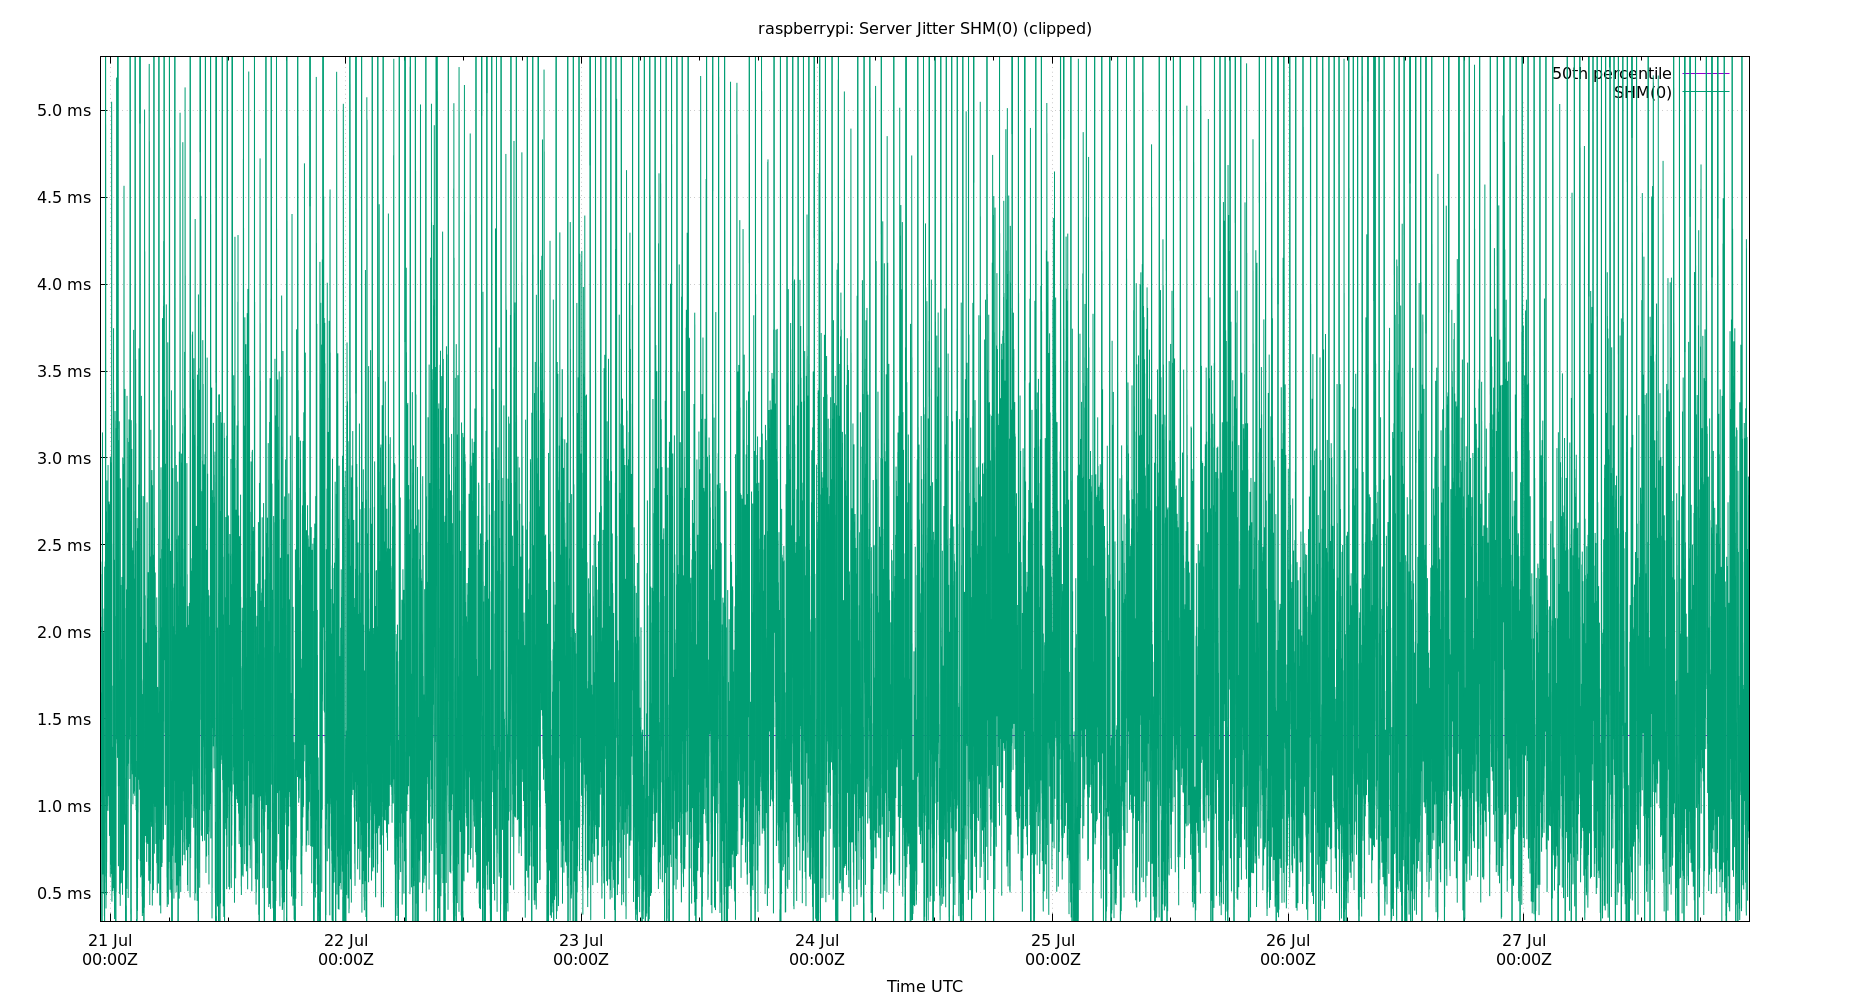 raspberrypi: Server Jitter SHM(0) (clipped)
50th percentile
SHM(0)
5.0 ms
4.5 ms
4.0 ms
3.5 ms
3.0 ms
2.5 ms
2.0 ms
1.5 ms
1.0 ms
0.5 ms
21 Jul 22 Jul 23 Jul 24 Jul 25 Jul 26 Jul 27 Jul
00:00Z 00:00Z 00:00Z 00:00Z 00:00Z 00:00Z 00:00Z
Time UTC